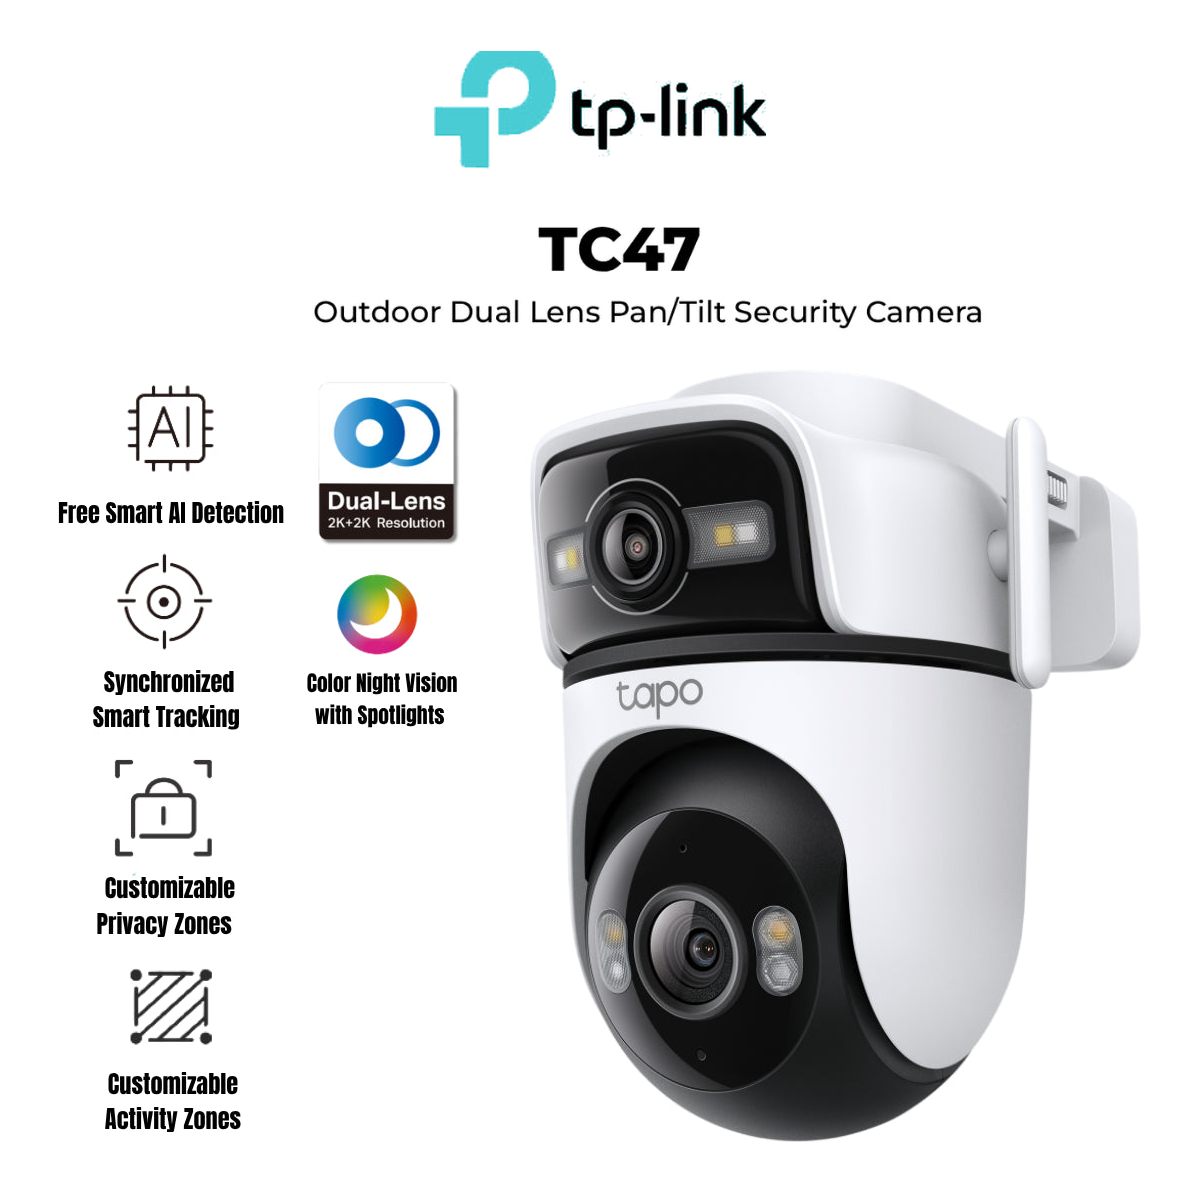 tp-link
TC47
Outdoor Dual Lens Pan/Tilt Security Camera
AI
Free Smart AI Detection
Dual-Lens
2K+2K Resolution
Synchronized
Smart Tracking
Color Night Vision
with Spotlights
Customizable
Privacy Zones
Customizable
Activity Zones
tapo